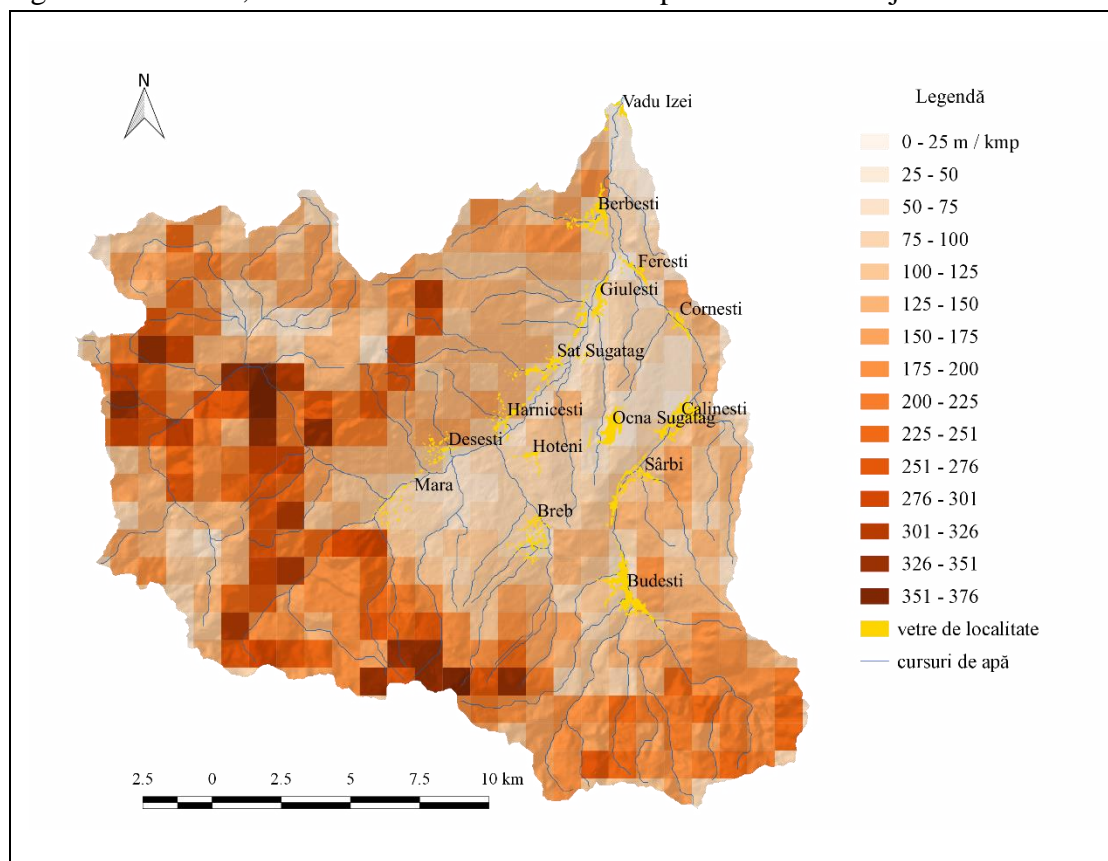 N
Vadu Izei
Legendă
0 - 25 m / kmp
25 - 50
50 - 75
75 - 100
100 - 125
125 - 150
150 - 175
175 - 200
200 - 225
225 - 251
251 - 276
276 - 301
301 - 326
326 - 351
351 - 376
vetre de localitate
cursuri de apă
Berbesti
Feresti
Giulesti
Cornesti
Sat Sugatag
Harnicesti
Calinesti
Ocna Sugatag
Desesti
Hoteni
Sârbi
Mara
Breb
Budesti
2.5 0 2.5 5 7.5 10 km